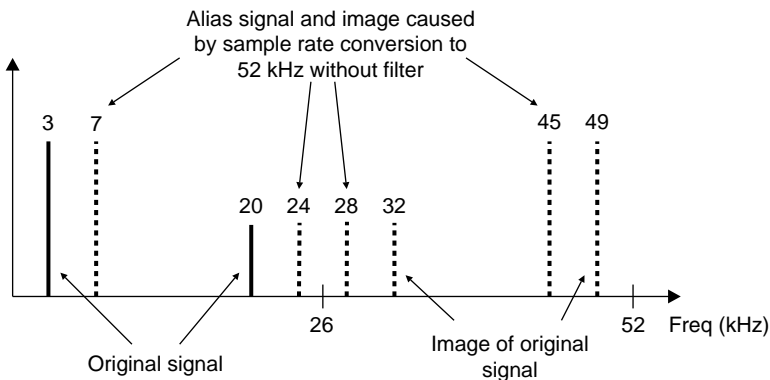 Alias signal and image caused
by sample rate conversion to
52 kHz without filter
3 7 45 49
20 24 28 32
26 52 Freq (kHz)
Original signal
Image of original
signal